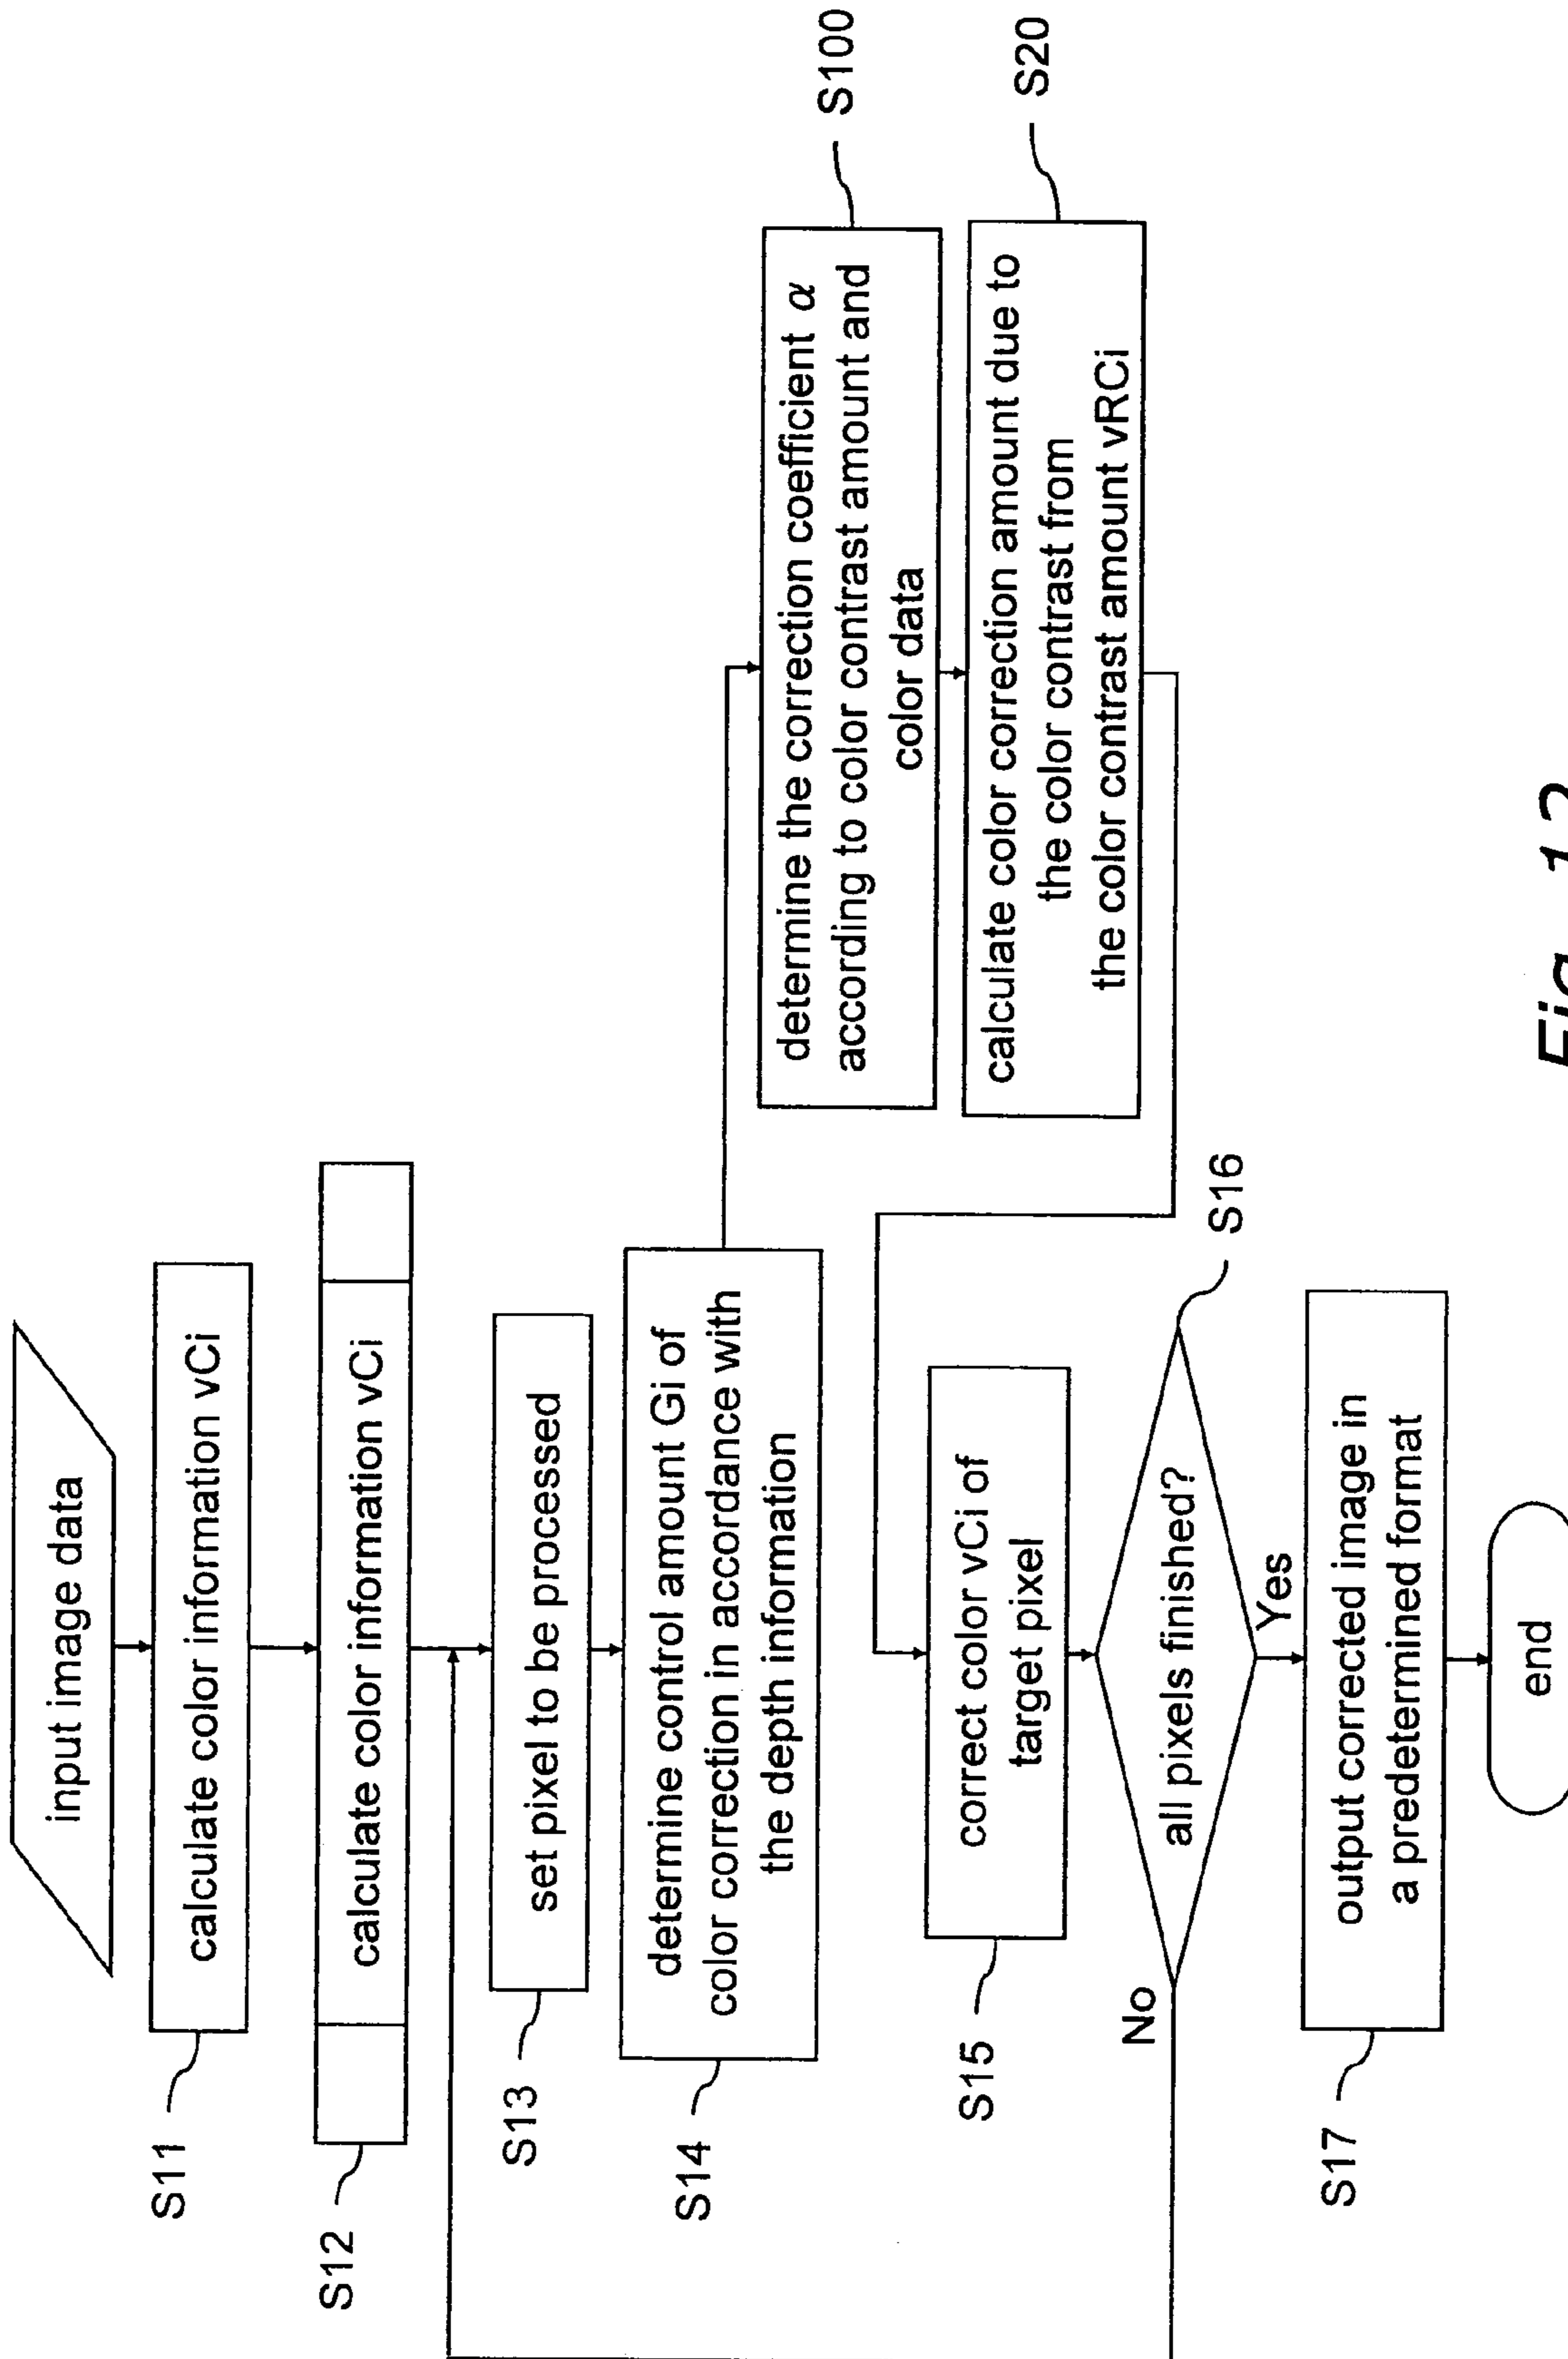 input image data
S11
calculate color information vCi
S12
calculate color information vCi
S13
set pixel to be processed
S14
determine control amount Gi of
color correction in accordance with
the depth information
S100
determine the correction coefficient α
according to color contrast amount and
color data
S20
calculate color correction amount due to
the color contrast from
the color contrast amount vRCi
S15
correct color vCi of
target pixel
S16
all pixels finished?
No
Yes
S17
output corrected image in
a predetermined format
end